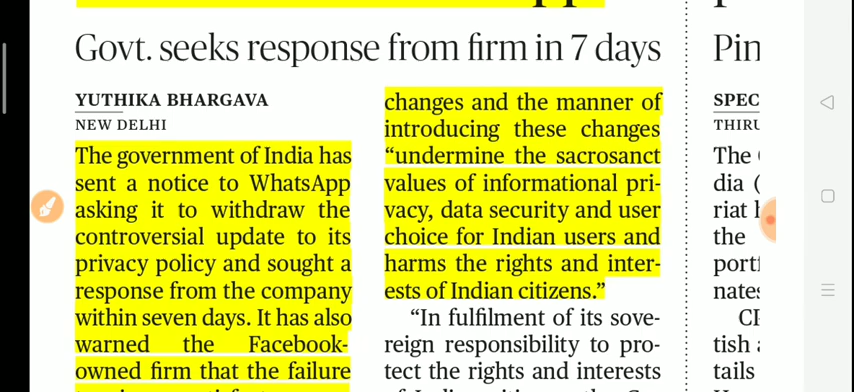 Govt. seeks response from firm in 7 days
YUTHIKA BHARGAVA
NEW DELHI
The government of India has
sent a notice to WhatsApp
asking it to withdraw the
controversial update to its
privacy policy and sought a
response from the company
within seven days. It has also
warned the Facebook-
owned firm that the failure
changes and the manner of
introducing these changes
“undermine the sacrosanct
values of informational pri-
vacy, data security and user
choice for Indian users and
harms the rights and inter-
ests of Indian citizens.”
“In fulfilment of its sove-
reign responsibility to pro-
tect the rights and interests
Pin
SPEC
THIRU
The
dia (
riat
the
portf
nates
CP
tish
tails